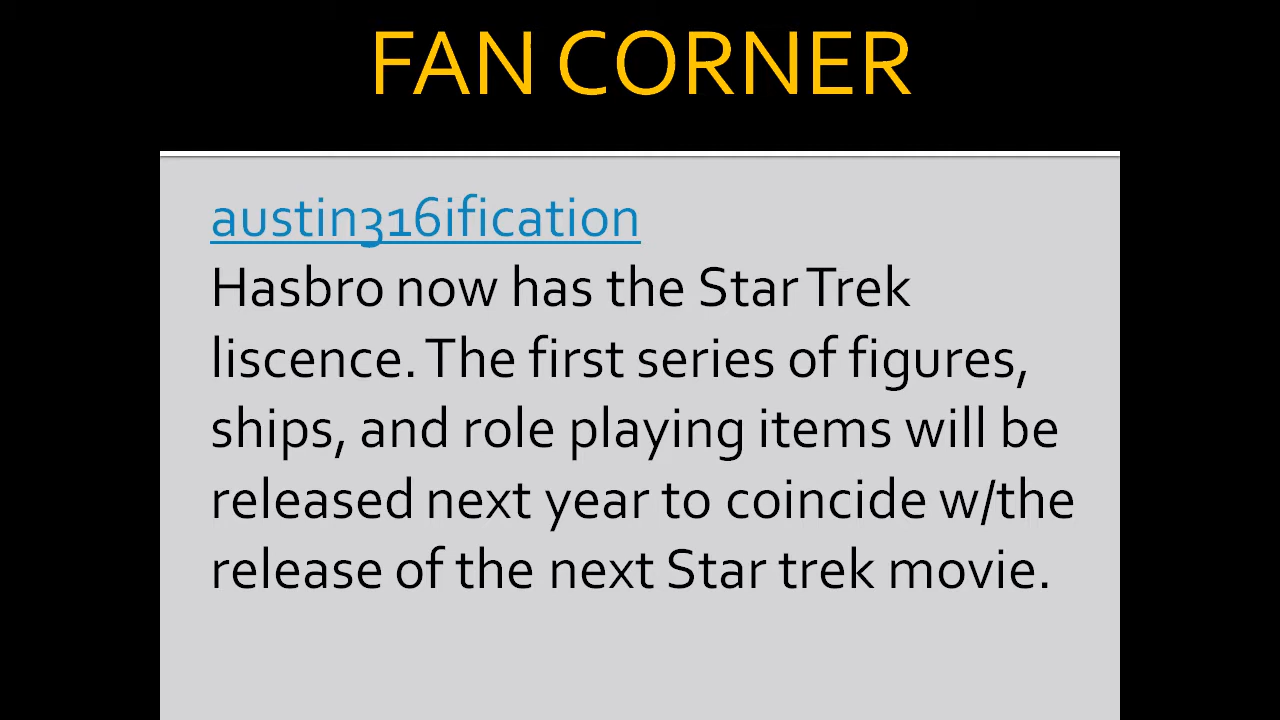 FAN CORNER
austin316ification
Hasbro now has the Star Trek
liscence. The first series of figures,
ships, and role playing items will be
released next year to coincide w/the
release of the next Star trek movie.